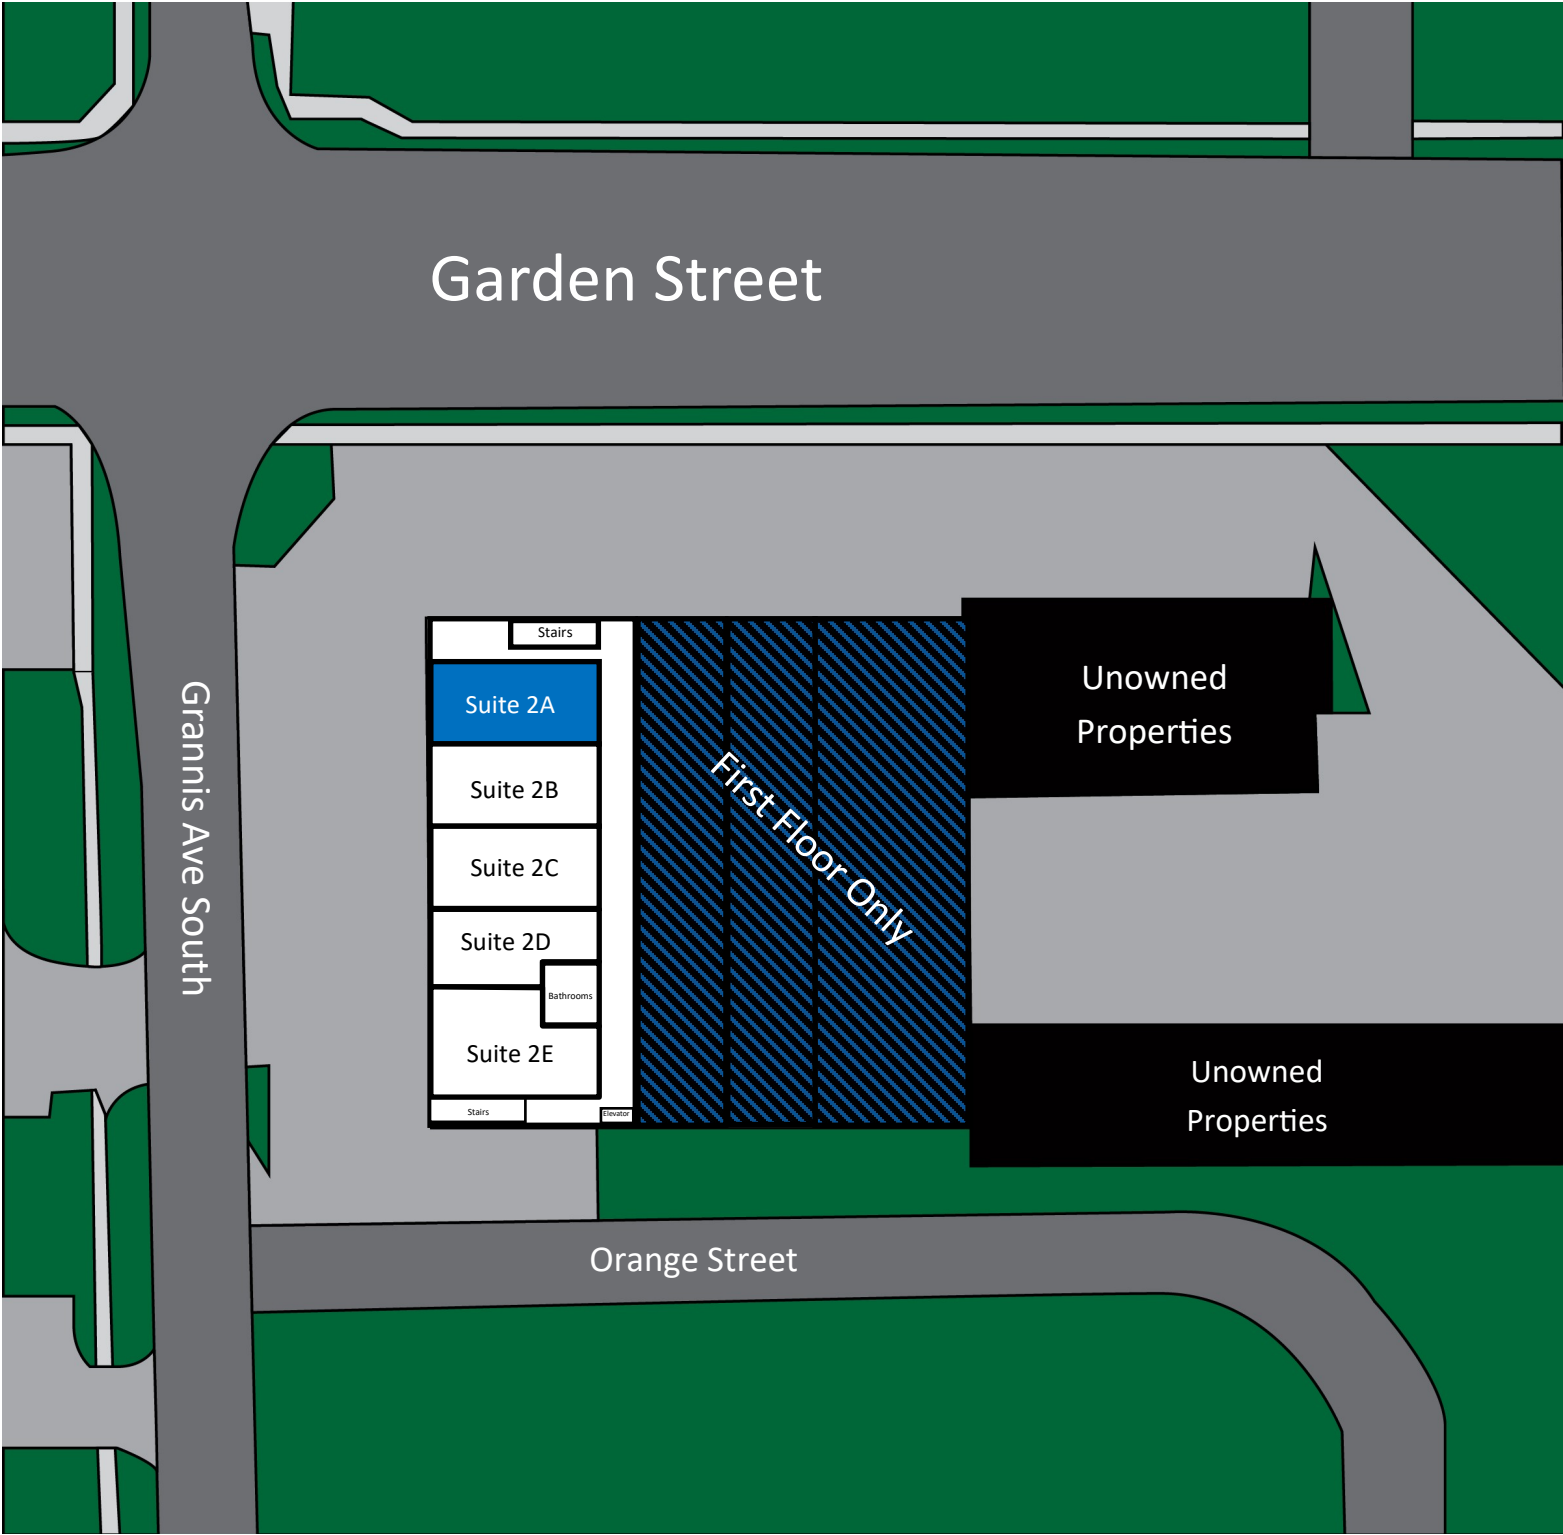 Garden Street
Stairs
Suite 2A
Suite 2B
Suite 2C
Suite 2D
Bathrooms
Suite 2E
Stairs
Elevator
First Floor Only
Unowned
Properties
Unowned
Properties
Grannis Ave South
Orange Street